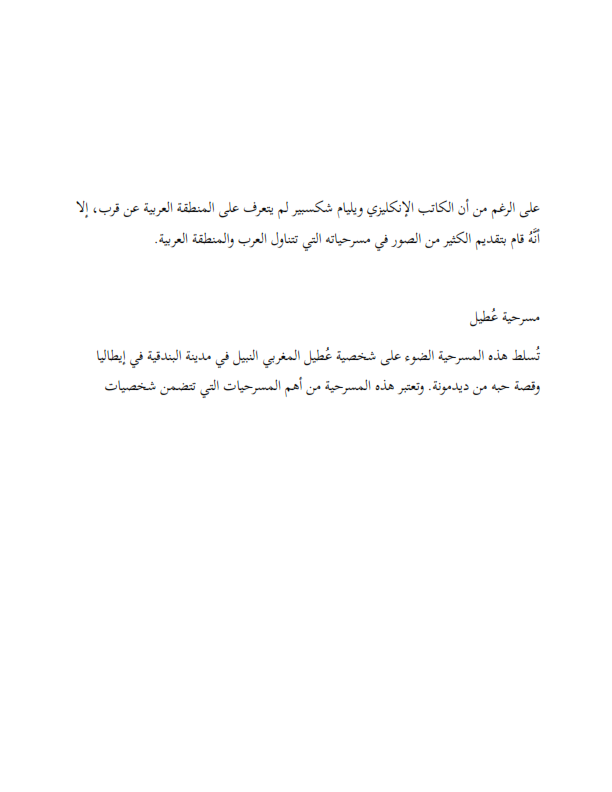 على الرغم من أن الكاتب الإنكليزي ويليام شكسبير لم يتعرف على المنطقة العربية عن قرب، إلا
أنَّهُ قام بتقديم الكثير من الصور في مسرحياته التي تتناول العرب والمنطقة العربية.
مسرحية عُطيل
تُسلط هذه المسرحية الضوء على شخصية عُطيل المغربي النبيل في مدينة البندقية في إيطاليا
وقصة حبه من ديدمونة. وتعتبر هذه المسرحية من أهم المسرحيات التي تتضمن شخصيات